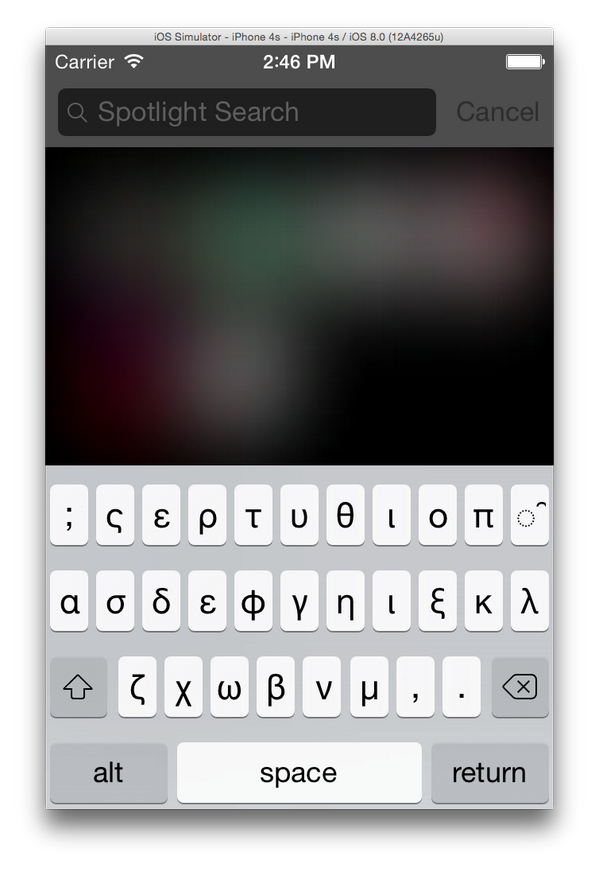 iOS Simulator - iPhone 4s - iPhone 4s / iOS 8.0 (12A4265u)
Carrier 2:46 PM
Spotlight Search Cancel
; ς ε ρ τ υ θ ι ο π ◌̑
α σ δ ε φ γ η ι ξ κ λ
ζ χ ω β ν μ , .
alt space return